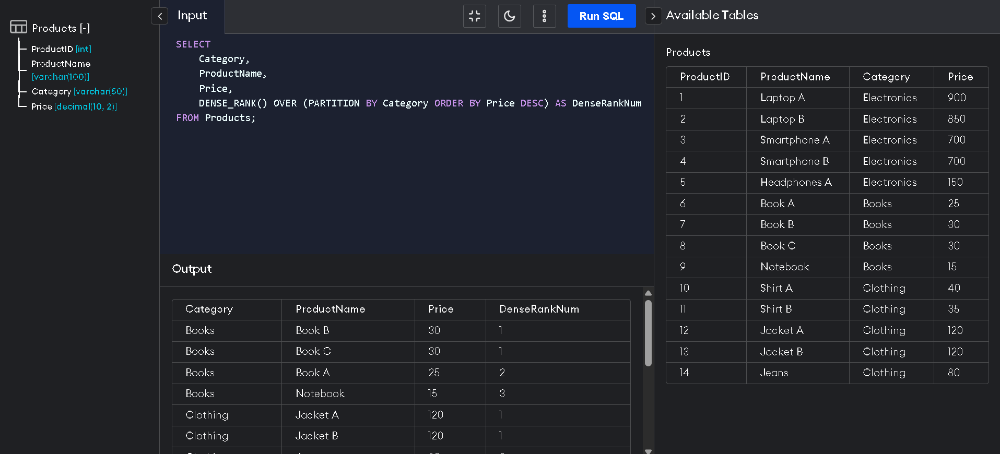 Products [-]
ProductID [int]
ProductName
[varchar(100)]
Category [varchar(50)]
Price [decimal(10, 2)]
Input
Run SQL
SELECT
Category,
ProductName,
Price,
DENSE_RANK() OVER (PARTITION BY Category ORDER BY Price DESC) AS DenseRankNum
FROM Products;
Output
Category ProductName Price DenseRankNum
Books Book B 30 1
Books Book C 30 1
Books Book A 25 2
Books Notebook 15 3
Clothing Jacket A 120 1
Clothing Jacket B 120 1
Available Tables
Products
ProductID ProductName Category Price
1 Laptop A Electronics 900
2 Laptop B Electronics 850
3 Smartphone A Electronics 700
4 Smartphone B Electronics 700
5 Headphones A Electronics 150
6 Book A Books 25
7 Book B Books 30
8 Book C Books 30
9 Notebook Books 15
10 Shirt A Clothing 40
11 Shirt B Clothing 35
12 Jacket A Clothing 120
13 Jacket B Clothing 120
14 Jeans Clothing 80